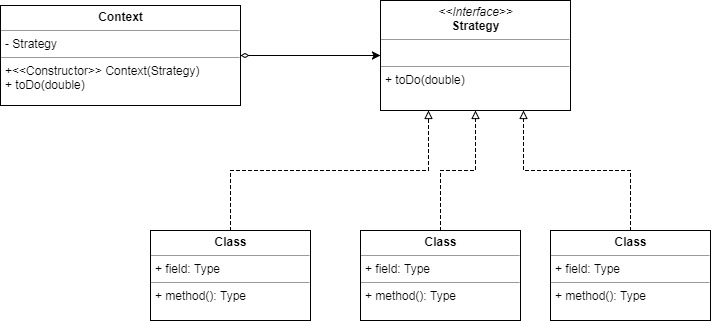 Context
- Strategy
+<<Constructor>> Context(Strategy)
+ toDo(double)
<<Interface>>
Strategy
+ toDo(double)
Class
+ field: Type
+ method(): Type
Class
+ field: Type
+ method(): Type
Class
+ field: Type
+ method(): Type